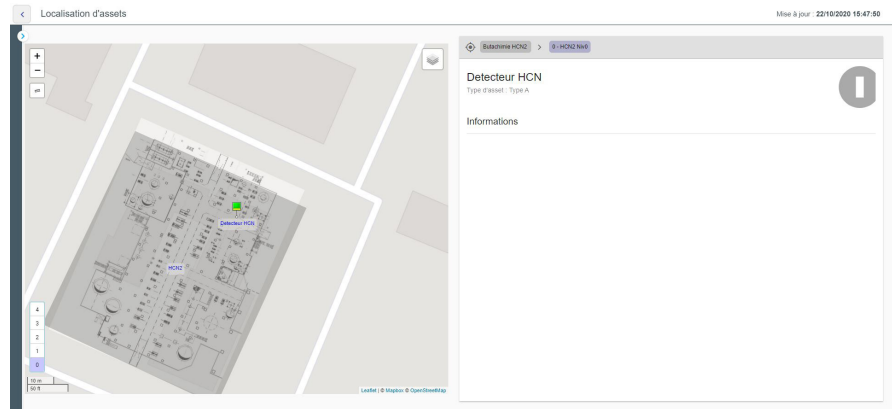 Localisation d'assets
Mise à jour : 22/10/2020 15:47:50
+
−
Butachimie HCN2 > 0 - HCN2 Niv0
Detecteur HCN
Type d'asset : Type A
Informations
Detecteur HCN
HCN2
4
3
2
1
0
10 m
50 ft
Leaflet | © Mapbox © OpenStreetMap